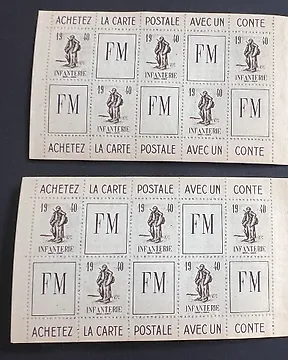 ACHETEZ LA CARTE POSTALE AVEC UN CONTE
19 40 FM 19 40 FM 19 40
INFANTERIE INFANTERIE INFANTERIE
FM 19 40 FM 19 40 FM
INFANTERIE INFANTERIE
ACHETEZ LA CARTE POSTALE AVEC UN CONTE
ACHETEZ LA CARTE POSTALE AVEC UN CONTE
19 40 FM 19 40 FM 19 40
INFANTERIE INFANTERIE INFANTERIE
FM 19 40 FM 19 40 FM
INFANTERIE INFANTERIE
ACHETEZ LA CARTE POSTALE AVEC UN CONTE